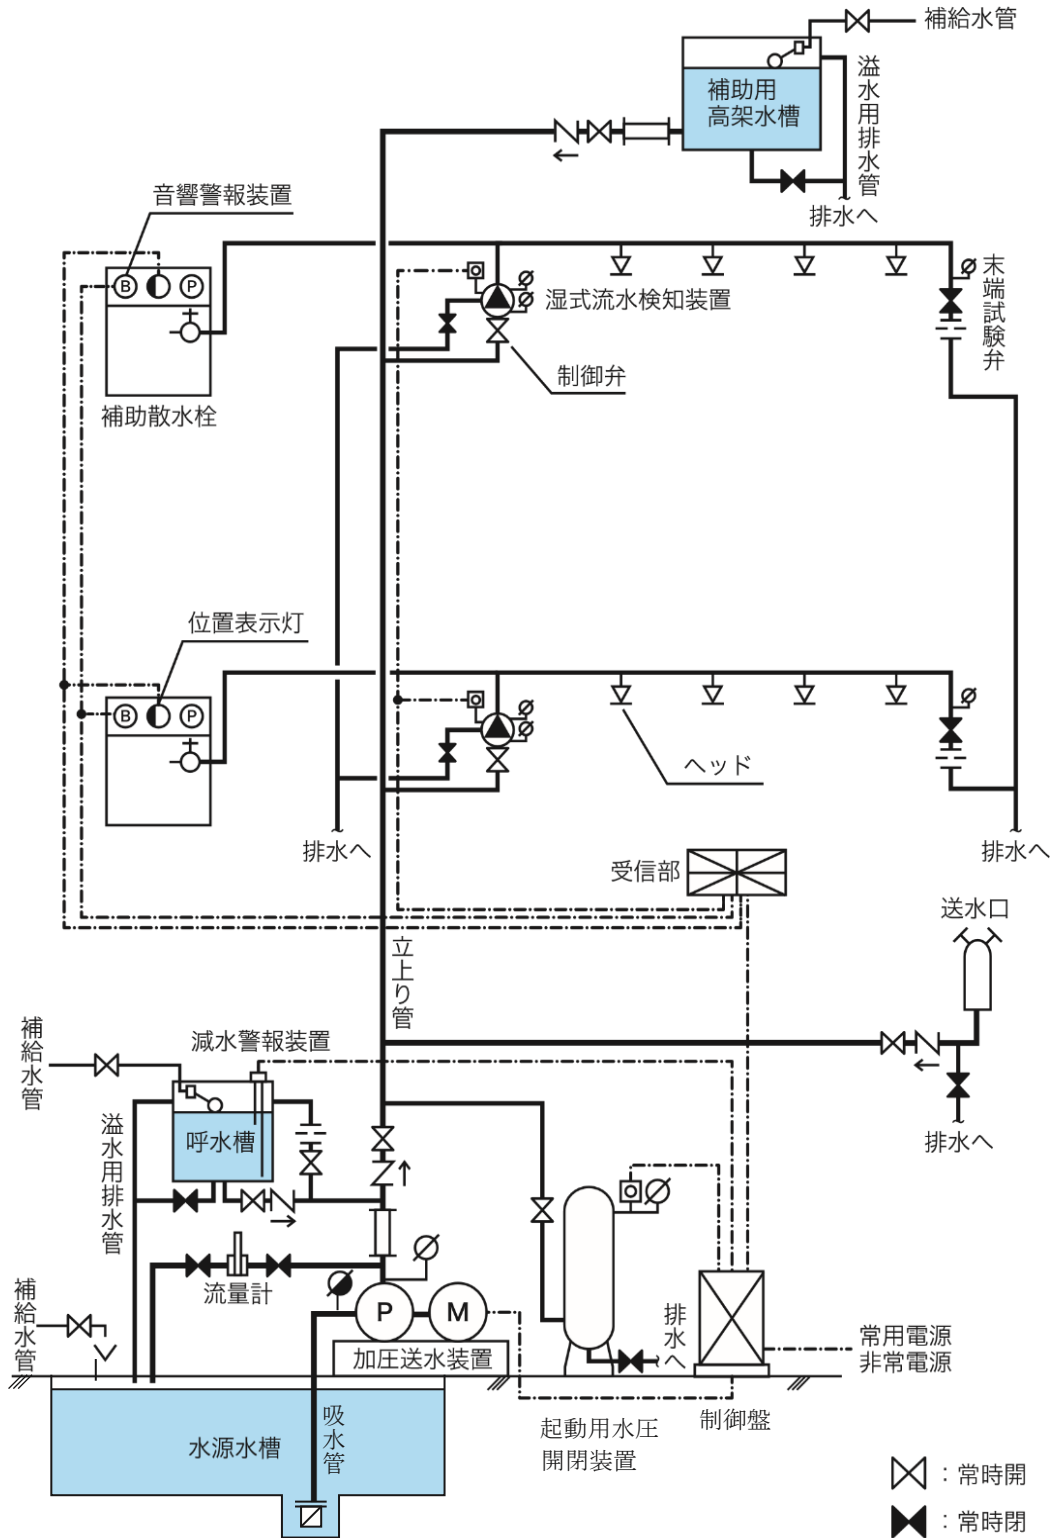 補給水管
補助用
高架水槽
溢水用排水管
排水へ
音響警報装置
B
P
補助散水栓
湿式流水検知装置
制御弁
末端試験弁
位置表示灯
B
P
ヘッド
排水へ
排水へ
受信部
送水口
立上り管
補給水管
減水警報装置
呼水槽
溢水用排水管
排水へ
流量計
補給水管
P
M
加圧送水装置
排水へ
常用電源
非常電源
制御盤
起動用水圧
開閉装置
吸水管
水源水槽
：常時開
：常時閉